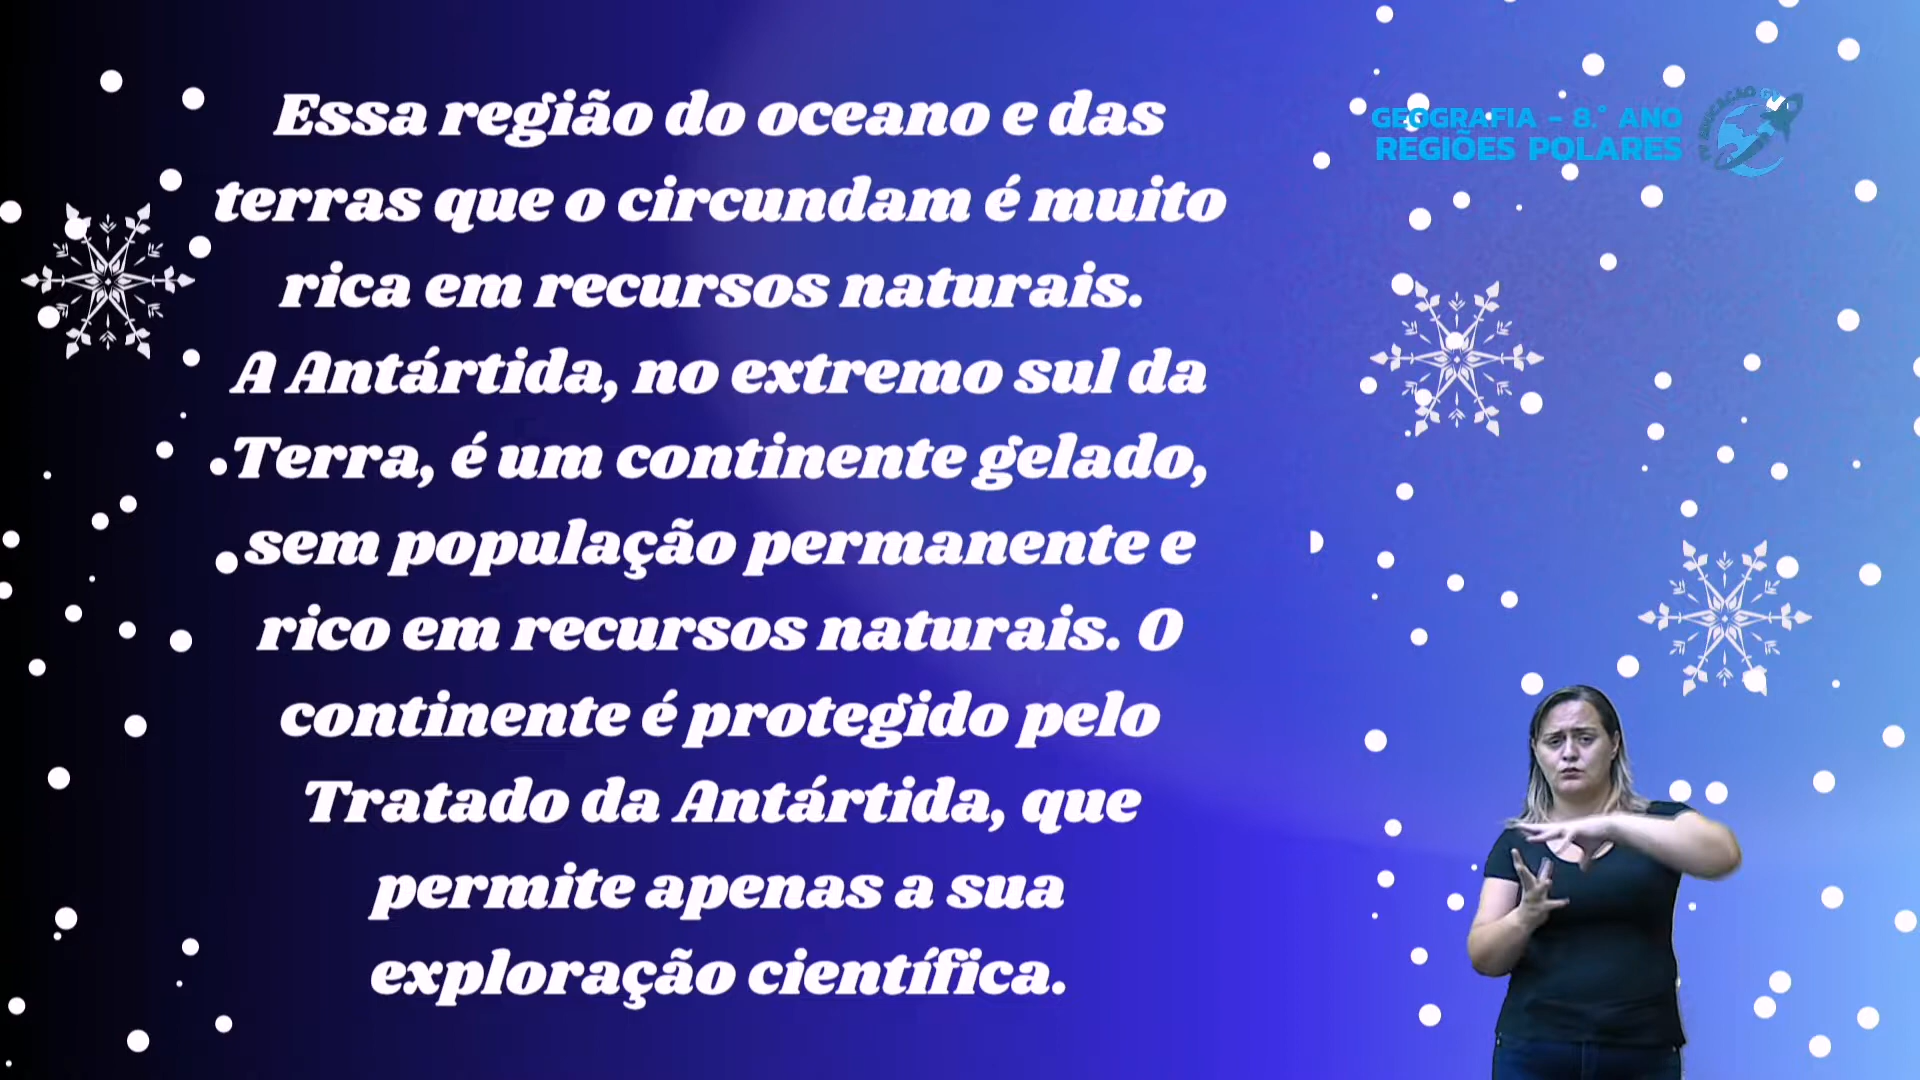 Essa região do oceano e das
terras que o circundam é muito
rica em recursos naturais.
A Antártida, no extremo sul da
Terra, é um continente gelado,
sem população permanente e
rico em recursos naturais. O
continente é protegido pelo
Tratado da Antártida, que
permite apenas a sua
exploração científica.
GEOGRAFIA - 8.° ANO
REGIÕES POLARES